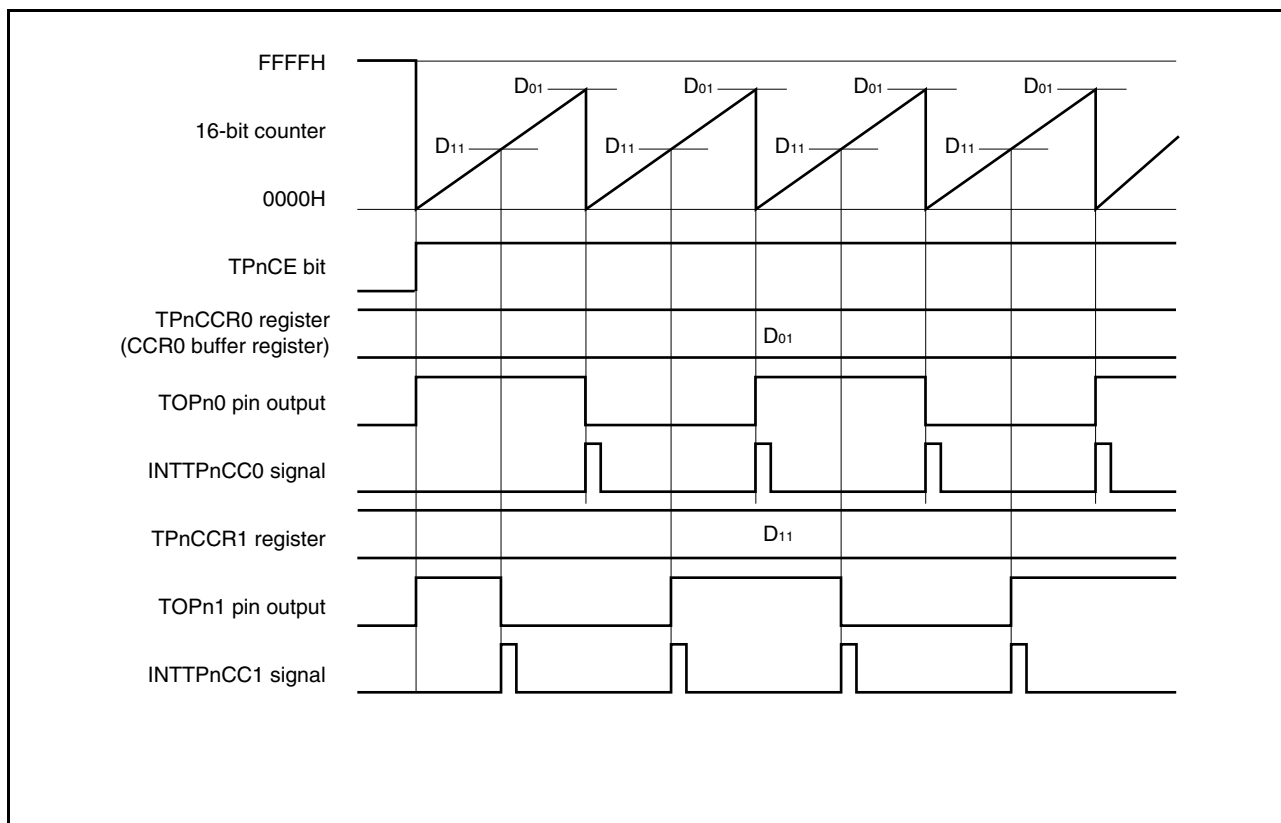 FFFFH
D01 D01 D01 D01
16-bit counter
D11 D11 D11 D11
0000H
TPnCE bit
TPnCCR0 register
(CCR0 buffer register)
D01
TOPn0 pin output
INTTPnCC0 signal
TPnCCR1 register
D11
TOPn1 pin output
INTTPnCC1 signal